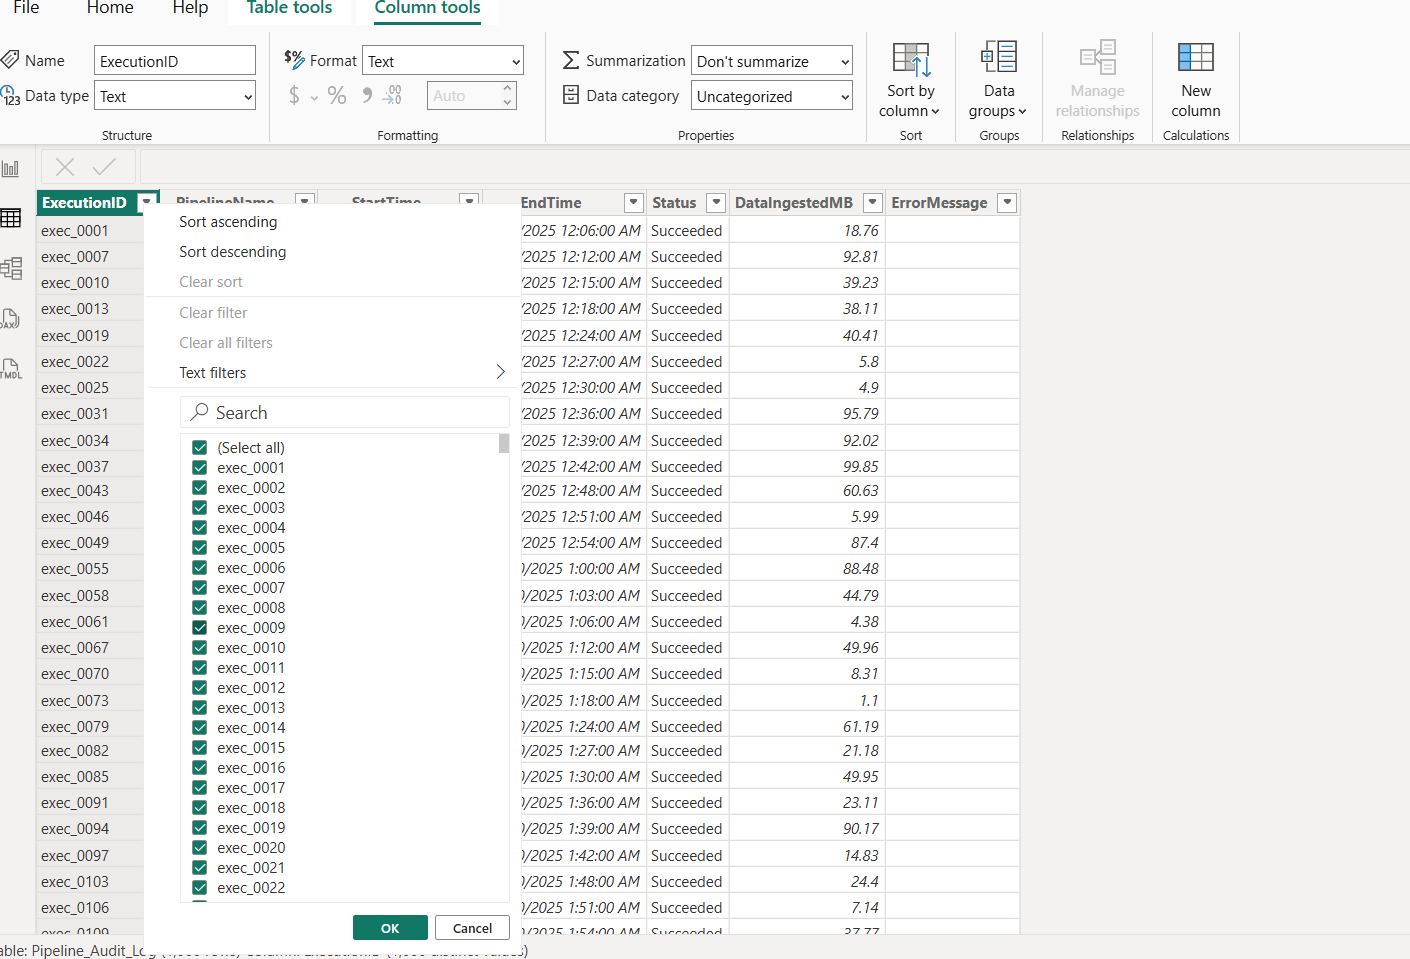 File Home Help Table tools Column tools
Name ExecutionID $% Format Text Summarization Don't summarize
Data type Text $ % .00 Auto Data category Uncategorized
Sort by column
Data groups
Manage relationships
New column
Structure Formatting Properties Sort Groups Relationships Calculations
ExecutionID PipelineName StartTime EndTime Status DataIngestedMB ErrorMessage
exec_0001 /2025 12:06:00 AM Succeeded 18.76
exec_0007 /2025 12:12:00 AM Succeeded 92.81
exec_0010 /2025 12:15:00 AM Succeeded 39.23
exec_0013 /2025 12:18:00 AM Succeeded 38.11
exec_0019 /2025 12:24:00 AM Succeeded 40.41
exec_0022 /2025 12:27:00 AM Succeeded 5.8
exec_0025 /2025 12:30:00 AM Succeeded 4.9
exec_0031 /2025 12:36:00 AM Succeeded 95.79
exec_0034 /2025 12:39:00 AM Succeeded 92.02
exec_0037 /2025 12:42:00 AM Succeeded 99.85
exec_0043 /2025 12:48:00 AM Succeeded 60.63
exec_0046 /2025 12:51:00 AM Succeeded 5.99
exec_0049 /2025 12:54:00 AM Succeeded 87.4
exec_0055 /2025 1:00:00 AM Succeeded 88.48
exec_0058 /2025 1:03:00 AM Succeeded 44.79
exec_0061 /2025 1:06:00 AM Succeeded 4.38
exec_0067 /2025 1:12:00 AM Succeeded 49.96
exec_0070 /2025 1:15:00 AM Succeeded 8.31
exec_0073 /2025 1:18:00 AM Succeeded 1.1
exec_0079 /2025 1:24:00 AM Succeeded 61.19
exec_0082 /2025 1:27:00 AM Succeeded 21.18
exec_0085 /2025 1:30:00 AM Succeeded 49.95
exec_0091 /2025 1:36:00 AM Succeeded 23.11
exec_0094 /2025 1:39:00 AM Succeeded 90.17
exec_0097 /2025 1:42:00 AM Succeeded 14.83
exec_0103 /2025 1:48:00 AM Succeeded 24.4
exec_0106 /2025 1:51:00 AM Succeeded 7.14
exec_0109 /2025 1:54:00 AM Succeeded 37.77
Sort ascending
Sort descending
Clear sort
Clear filter
Clear all filters
Text filters
Search
(Select all)
exec_0001
exec_0002
exec_0003
exec_0004
exec_0005
exec_0006
exec_0007
exec_0008
exec_0009
exec_0010
exec_0011
exec_0012
exec_0013
exec_0014
exec_0015
exec_0016
exec_0017
exec_0018
exec_0019
exec_0020
exec_0021
exec_0022
OK Cancel
TMDL
Pipeline_Audit_Log